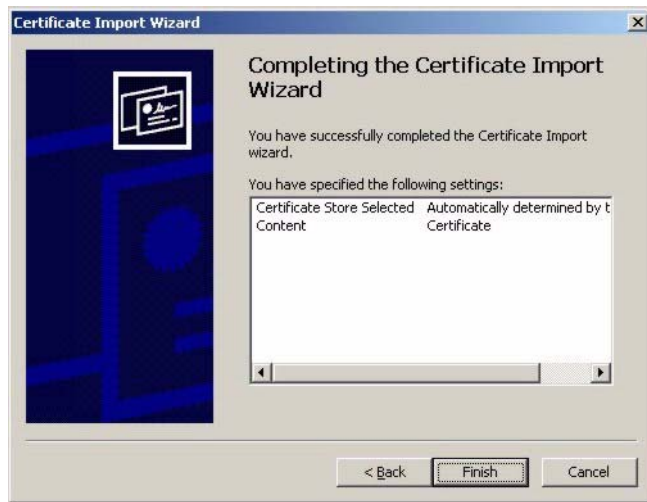 Certificate Import Wizard
Completing the Certificate Import
Wizard
You have successfully completed the Certificate Import
wizard.
You have specified the following settings:
Certificate Store Selected Automatically determined by t
Content Certificate
< Back Finish Cancel